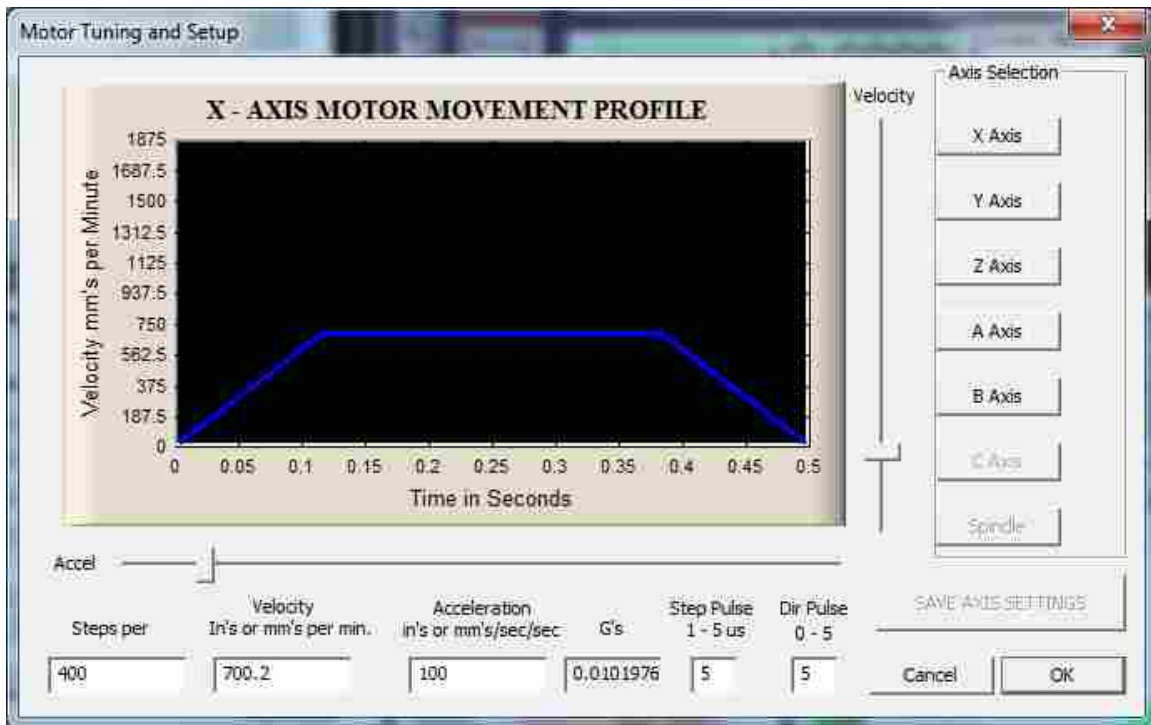 Motor Tuning and Setup
x
Axis Selection
Velocity
X - AXIS MOTOR MOVEMENT PROFILE
X Axis
Y Axis
Z Axis
A Axis
B Axis
C Axis
Spindle
Velocity mm's per Minute
1875
1687.5
1500
1312.5
1125
937.5
750
562.5
375
187.5
0
0 0.05 0.1 0.15 0.2 0.25 0.3 0.35 0.4 0.45 0.5
Time in Seconds
Accel
Steps per
400
Velocity
In's or mm's per min.
700.2
Acceleration
in's or mm's/sec/sec
100
G's
0.0101976
Step Pulse
1 - 5 us
5
Dir Pulse
0 - 5
5
SAVE AXIS SETTINGS
Cancel
OK